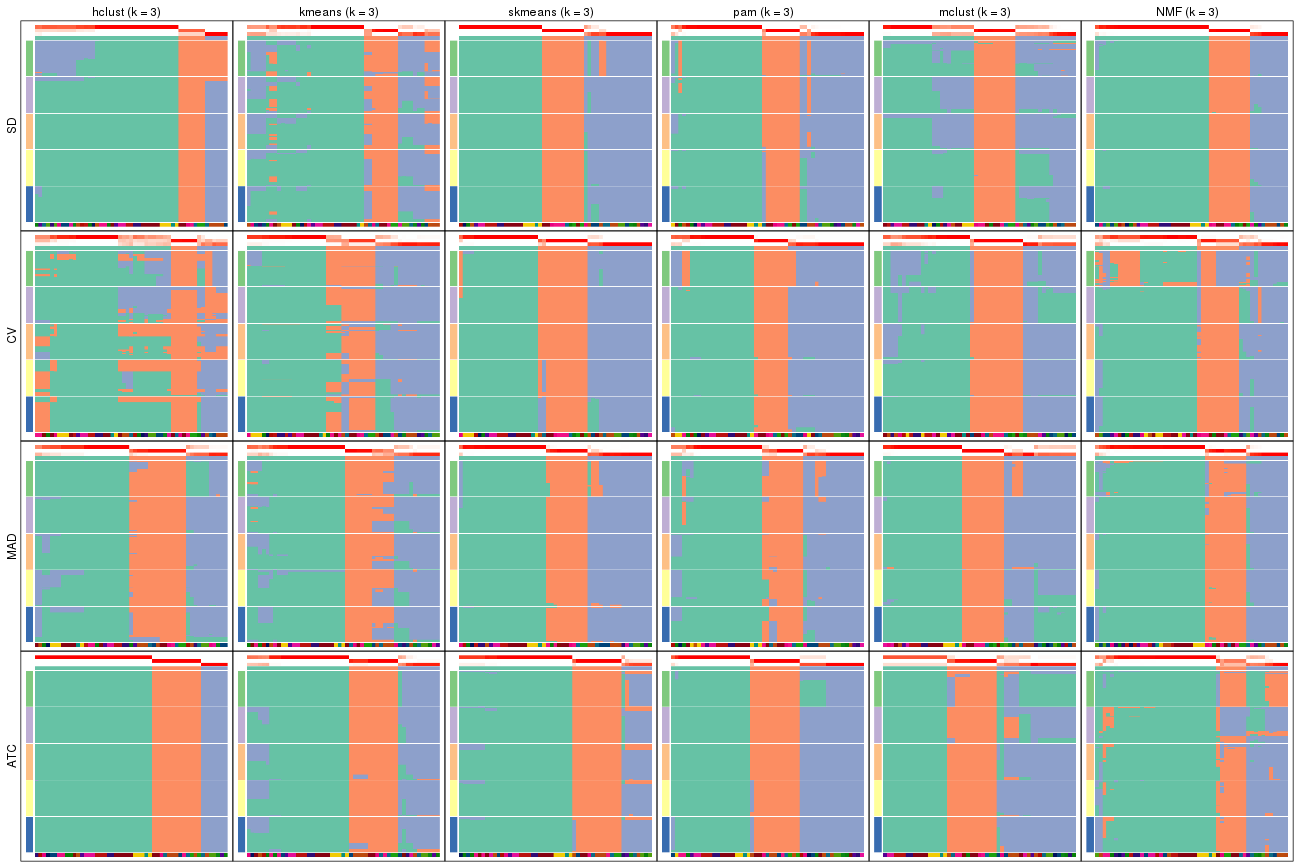 hclust (k = 3) kmeans (k = 3) skmeans (k = 3) pam (k = 3) mclust (k = 3) NMF (k = 3)
SD
CV
MAD
ATC